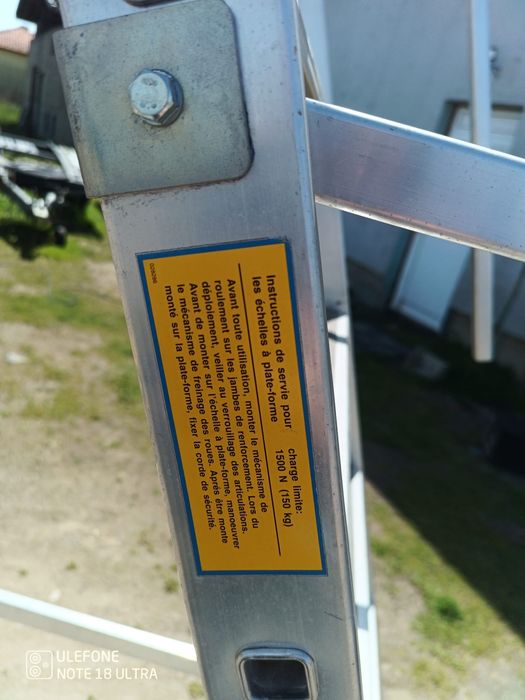 Instructions de servie pour
les échelles à plate-forme
charge limite:
1500 N (150 kg)
Avant toute utilisation, monter le mécanisme de
roulement sur les jambes de renforcement. Lors du
déploiement, veiller au verrouillage des articulations.
Avant de monter sur l'échelle à plate-forme, manoeuvrer
le mécanisme de freinage des roues. Après être monte
monté sur la plate-forme, fixer la corde de sécurité.
ULEFONE
NOTE 18 ULTRA